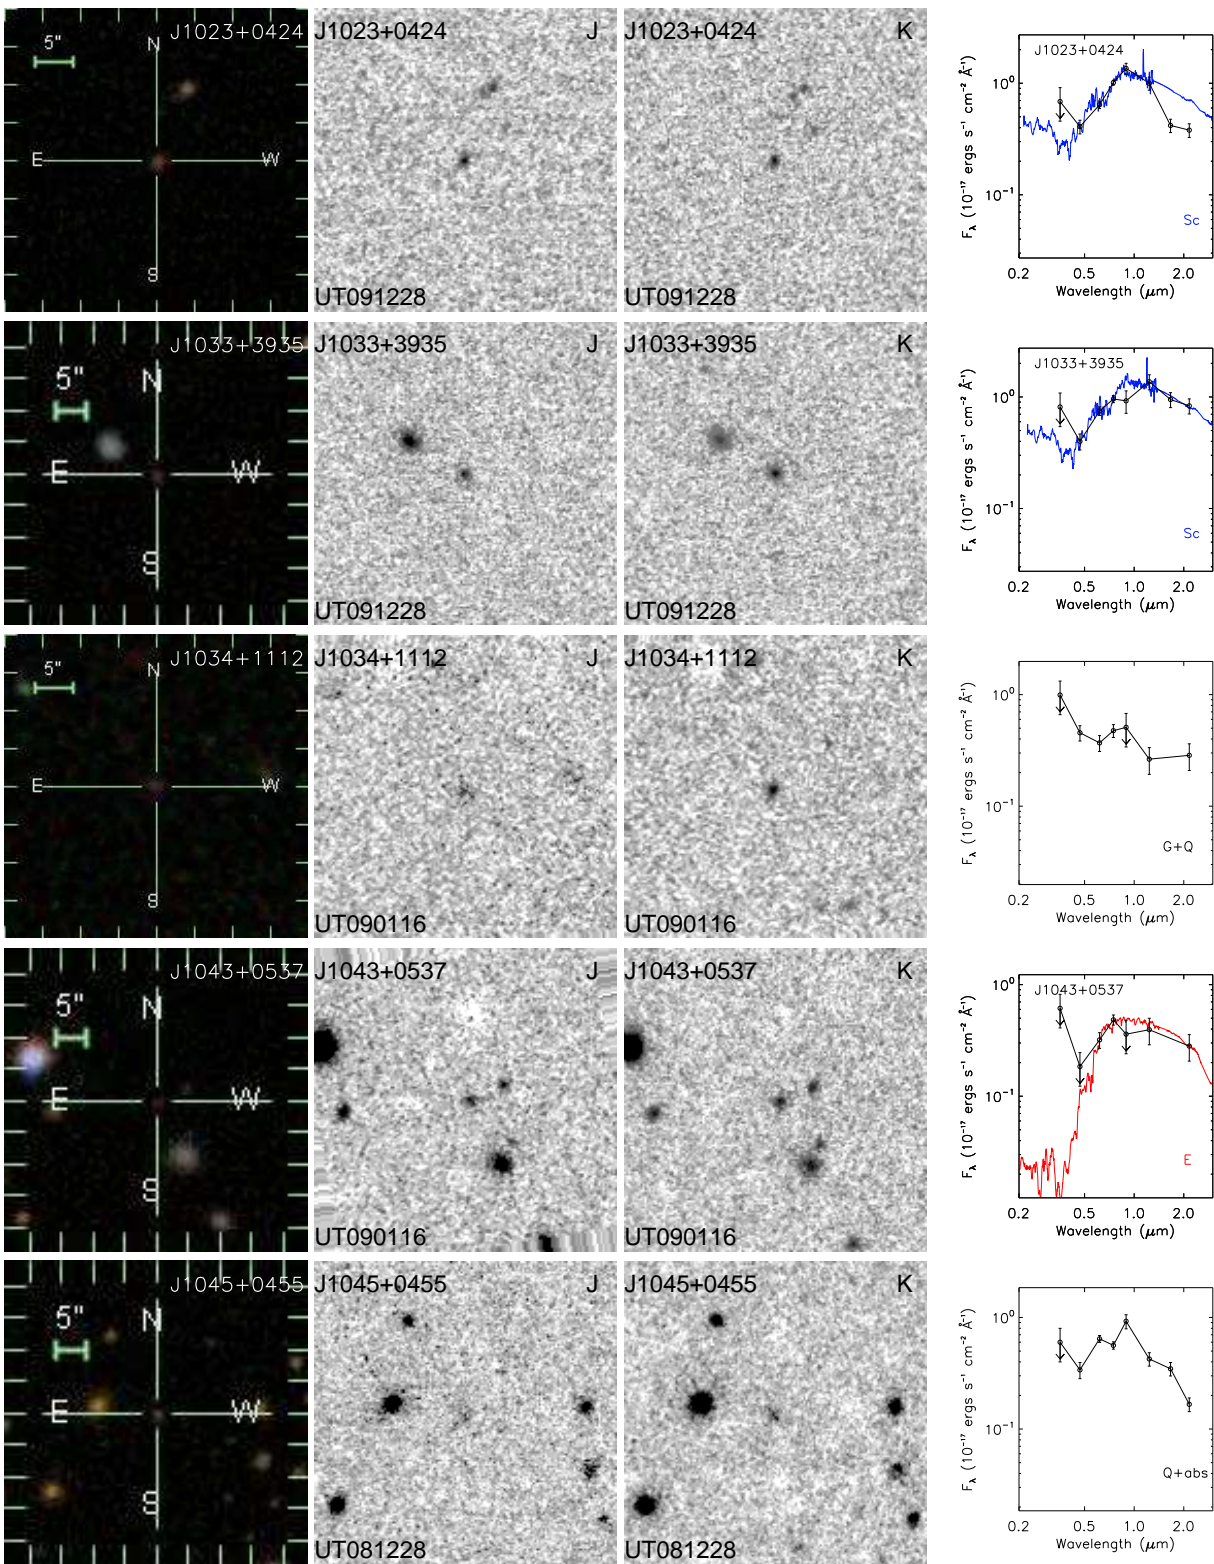 J1023+0424
5"
N
E
W
S
J1023+0424 J
UT091228
J1023+0424 K
UT091228
J1023+0424
Sc
F_λ (10⁻¹⁷ ergs s⁻¹ cm⁻² Å⁻¹)
10⁰
10⁻¹
0.2 0.5 1.0 2.0
Wavelength (μm)
J1033+3935
5"
N
E
W
S
J1033+3935 J
UT091228
J1033+3935 K
UT091228
J1033+3935
Sc
F_λ (10⁻¹⁷ ergs s⁻¹ cm⁻² Å⁻¹)
10⁰
10⁻¹
0.2 0.5 1.0 2.0
Wavelength (μm)
J1034+1112
5"
N
E
W
S
J1034+1112 J
UT090116
J1034+1112 K
UT090116
G+Q
F_λ (10⁻¹⁷ ergs s⁻¹ cm⁻² Å⁻¹)
10⁰
10⁻¹
0.2 0.5 1.0 2.0
Wavelength (μm)
J1043+0537
5"
N
E
W
S
J1043+0537 J
UT090116
J1043+0537 K
UT090116
J1043+0537
E
F_λ (10⁻¹⁷ ergs s⁻¹ cm⁻² Å⁻¹)
10⁰
10⁻¹
0.2 0.5 1.0 2.0
Wavelength (μm)
J1045+0455
5"
N
E
W
S
J1045+0455 J
UT081228
J1045+0455 K
UT081228
Q+abs
F_λ (10⁻¹⁷ ergs s⁻¹ cm⁻² Å⁻¹)
10⁰
10⁻¹
0.2 0.5 1.0 2.0
Wavelength (μm)